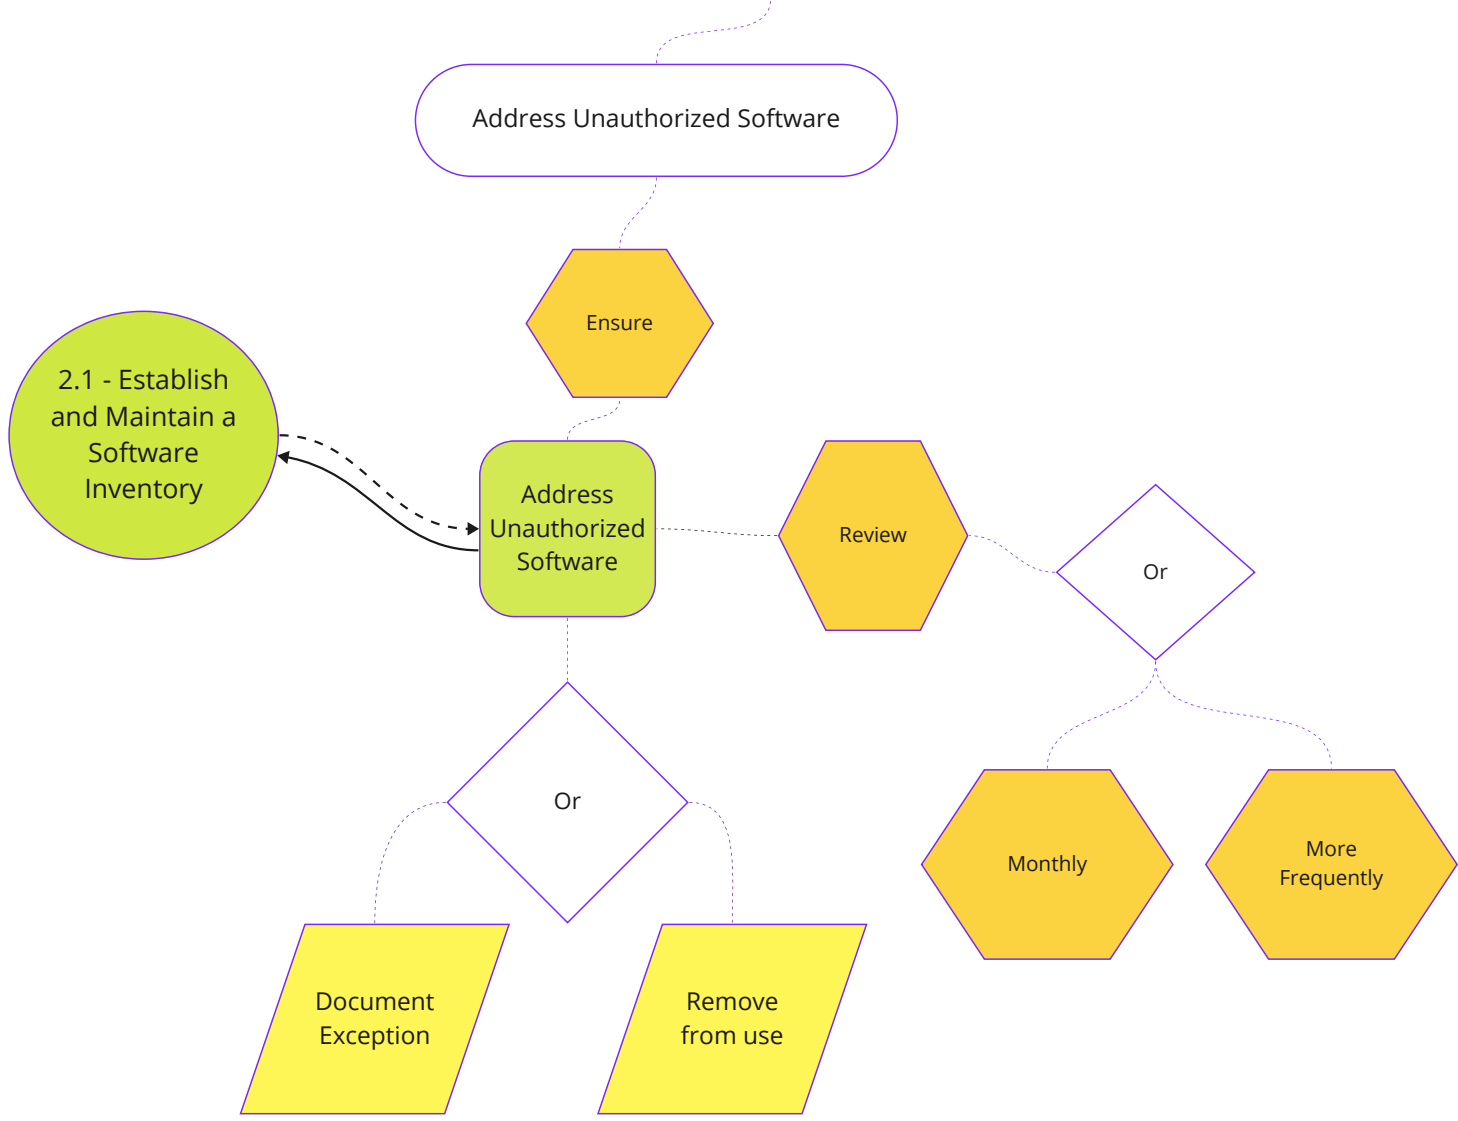 Address Unauthorized Software
Ensure
2.1 - Establish
and Maintain a
Software
Inventory
Address
Unauthorized
Software
Review
Or
Or
Monthly
More
Frequently
Document
Exception
Remove
from use